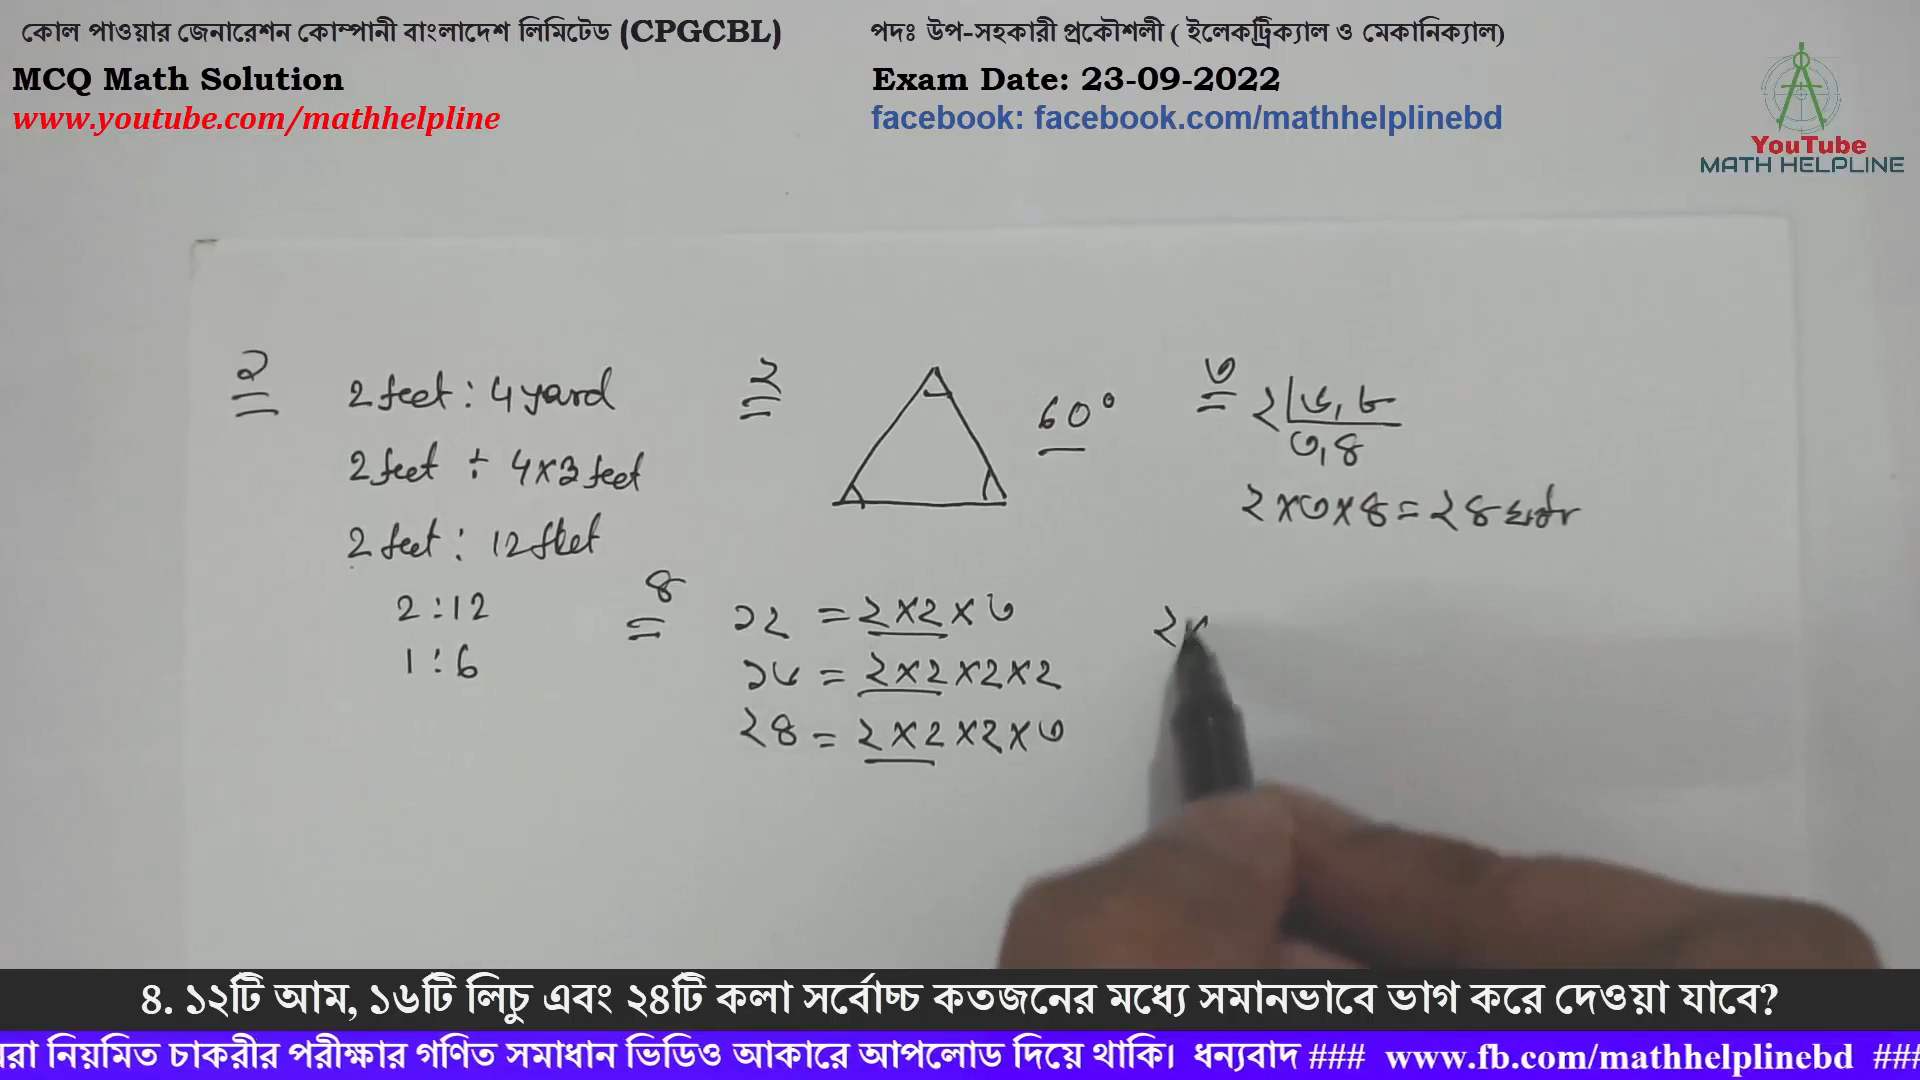 কোল পাওয়ার জেনারেশন কোম্পানী বাংলাদেশ লিমিটেড (CPGCBL)
পদঃ উপ-সহকারী প্রকৌশলী ( ইলেকট্রিক্যাল ও মেকানিক্যাল)
MCQ Math Solution
Exam Date: 23-09-2022
www.youtube.com/mathhelpline
facebook: facebook.com/mathhelplinebd
YouTube
MATH HELPLINE
2 feet : 4 yard
2 feet ÷ 4×3 feet
2 feet : 12 feet
2 : 12
1 : 6
২
60°
৩
২ ৬, ৮
৩, ৪
২×৩×৪ = ২৪
৪
১২ = ২×২×৩
১৬ = ২×২×২×২
২৪ = ২×২×২×৩
২×
৪. ১২টি আম, ১৬টি লিচু এবং ২৪টি কলা সর্বোচ্চ কতজনের মধ্যে সমানভাবে ভাগ করে দেওয়া যাবে?
রা নিয়মিত চাকরীর পরীক্ষার গণিত সমাধান ভিডিও আকারে আপলোড দিয়ে থাকি। ধন্যবাদ ### www.fb.com/mathhelplinebd ###